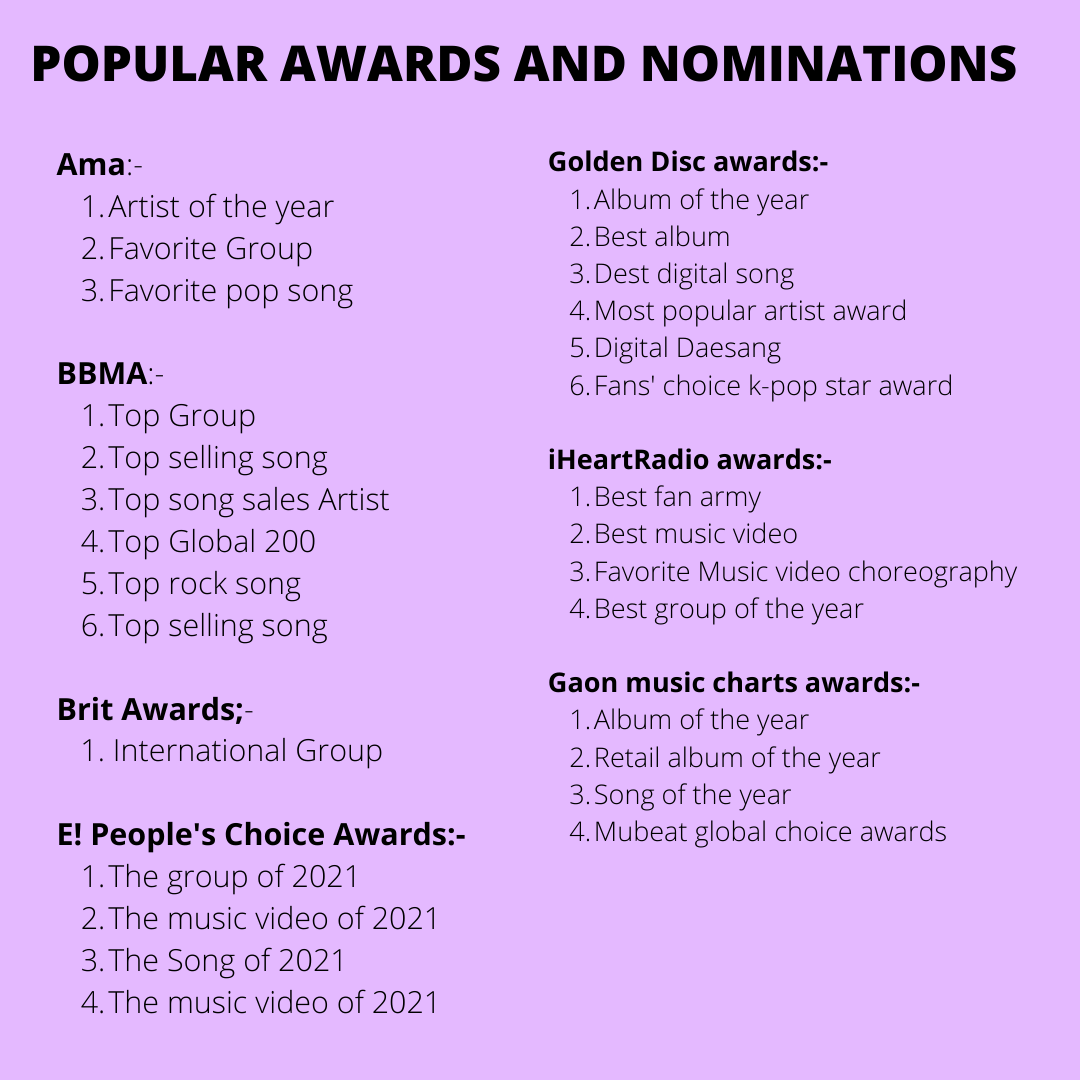 POPULAR AWARDS AND NOMINATIONS
Ama:-
1. Artist of the year
2. Favorite Group
3. Favorite pop song
BBMA:-
1. Top Group
2. Top selling song
3. Top song sales Artist
4. Top Global 200
5. Top rock song
6. Top selling song
Brit Awards;-
1. International Group
E! People's Choice Awards:-
1. The group of 2021
2. The music video of 2021
3. The Song of 2021
4. The music video of 2021
Golden Disc awards:-
1. Album of the year
2. Best album
3. Dest digital song
4. Most popular artist award
5. Digital Daesang
6. Fans' choice k-pop star award
iHeartRadio awards:-
1. Best fan army
2. Best music video
3. Favorite Music video choreography
4. Best group of the year
Gaon music charts awards:-
1. Album of the year
2. Retail album of the year
3. Song of the year
4. Mubeat global choice awards